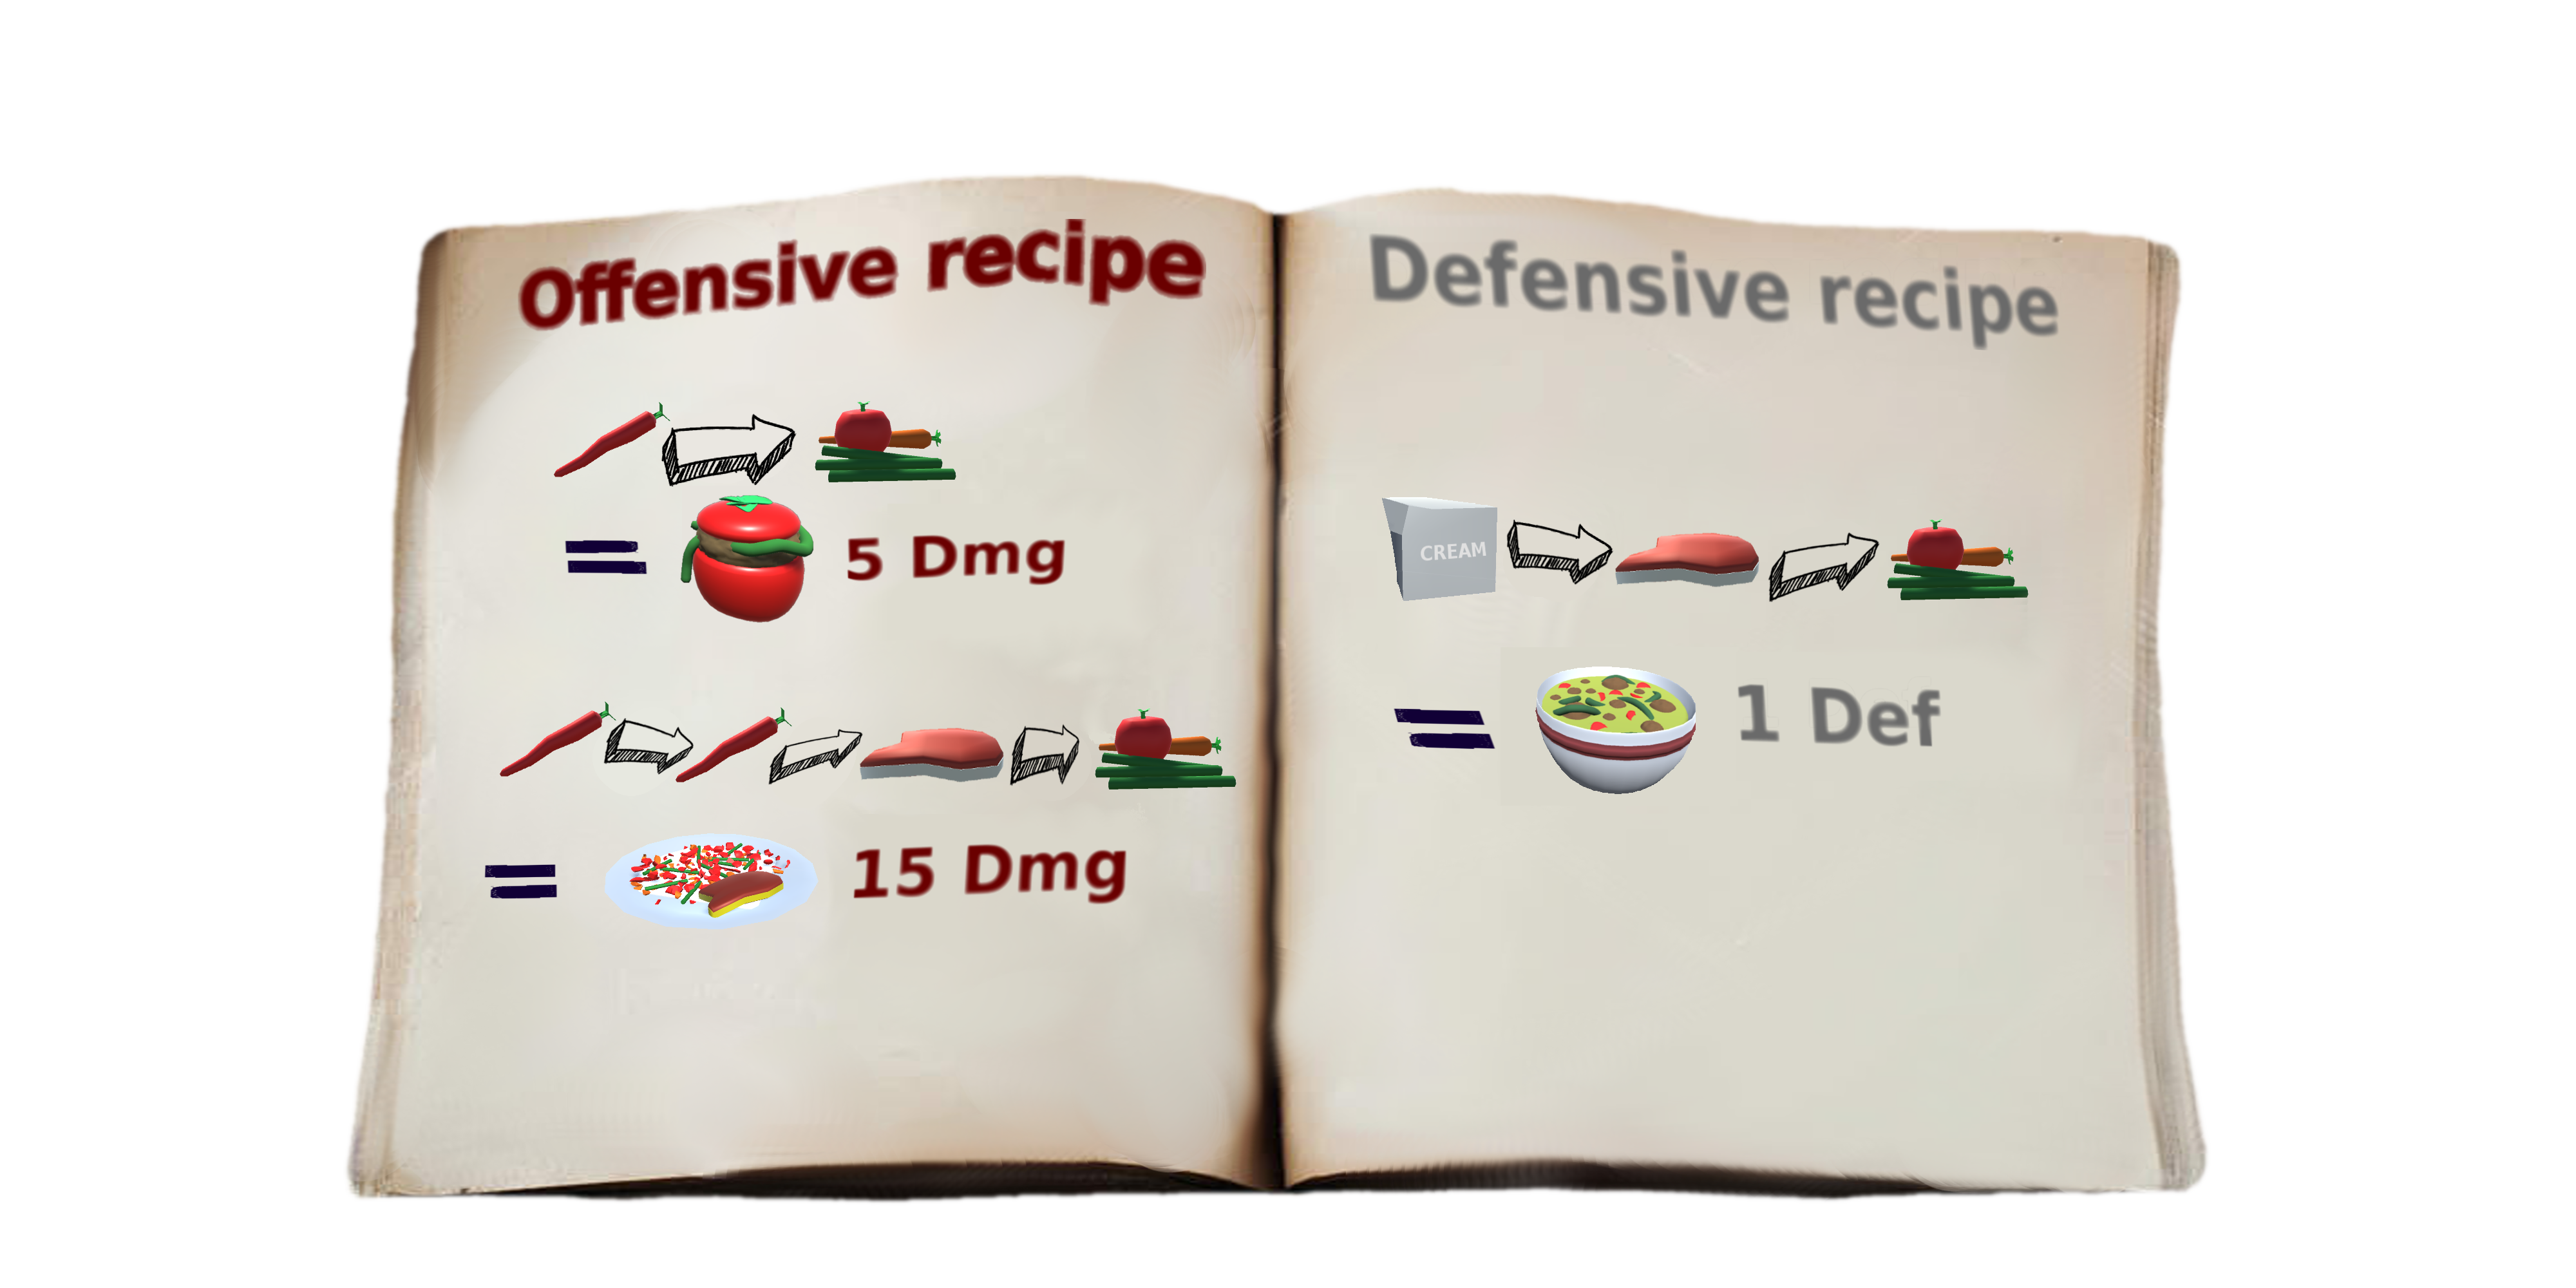 Offensive recipe
= 5 Dmg
= 15 Dmg
Defensive recipe
CREAM
= 1 Def